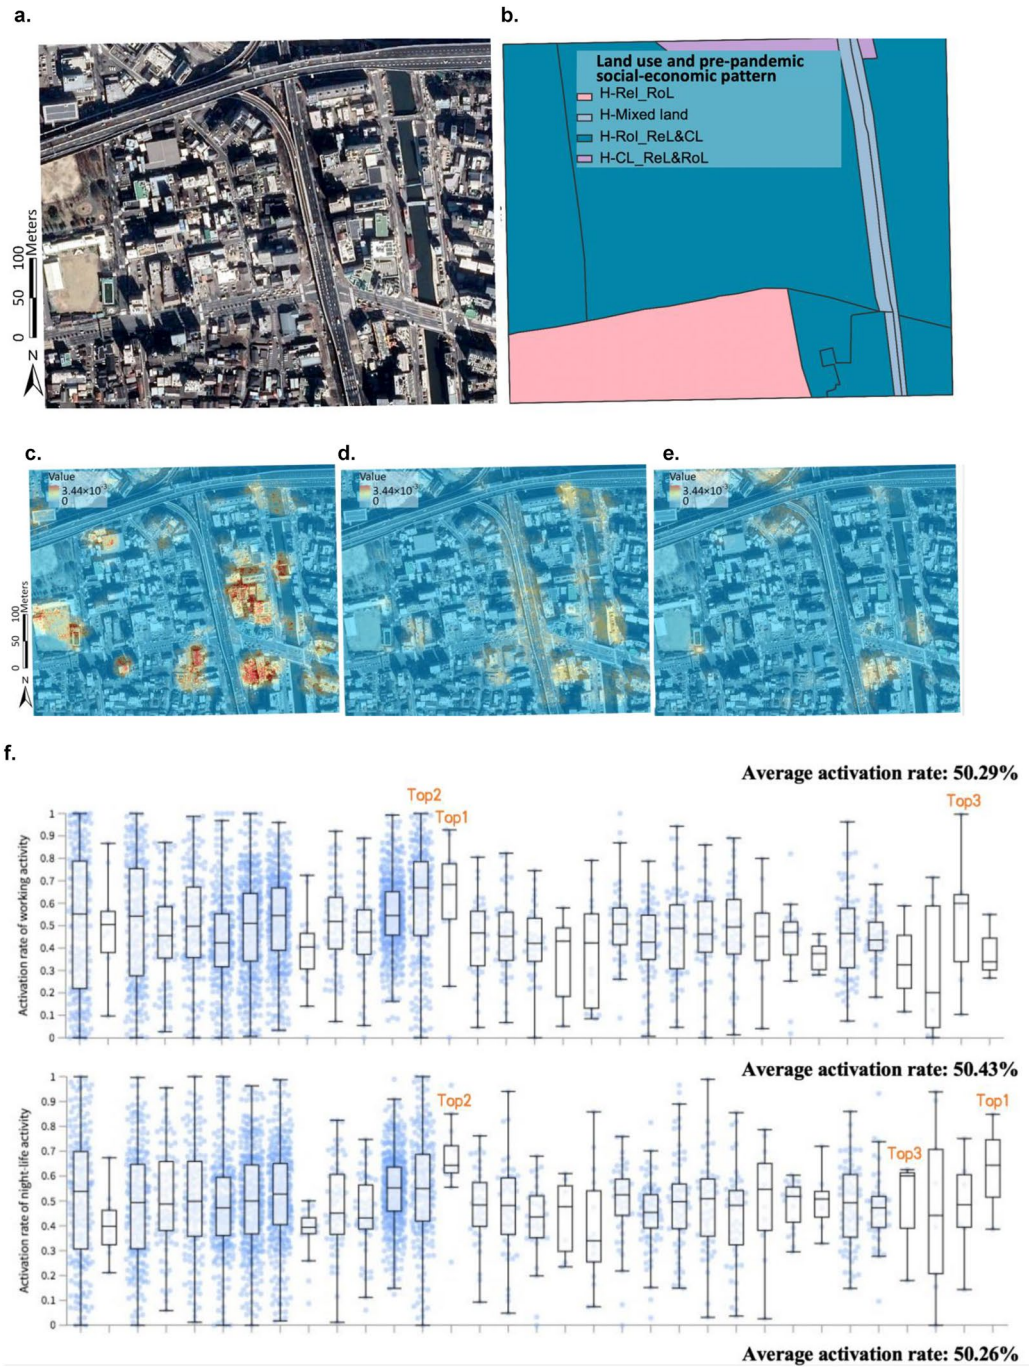 a.
b.
Meters
100
50
0
N
Land use and pre-pandemic
social-economic pattern
H-Rel_RoL
H-Mixed land
H-Rol_ReL&CL
H-CL_ReL&RoL
c.
d.
e.
Value
3.44×10⁻³
0
Value
3.44×10⁻³
0
Value
3.44×10⁻³
0
Meters
100
50
0
N
f.
Average activation rate: 50.29%
Top2
Top1
Top3
Activation rate of working activity
1
0.9
0.8
0.7
0.6
0.5
0.4
0.3
0.2
0.1
0
Average activation rate: 50.43%
Top2
Top3
Top1
Activation rate of night-life activity
1
0.9
0.8
0.7
0.6
0.5
0.4
0.3
0.2
0.1
0
Average activation rate: 50.26%